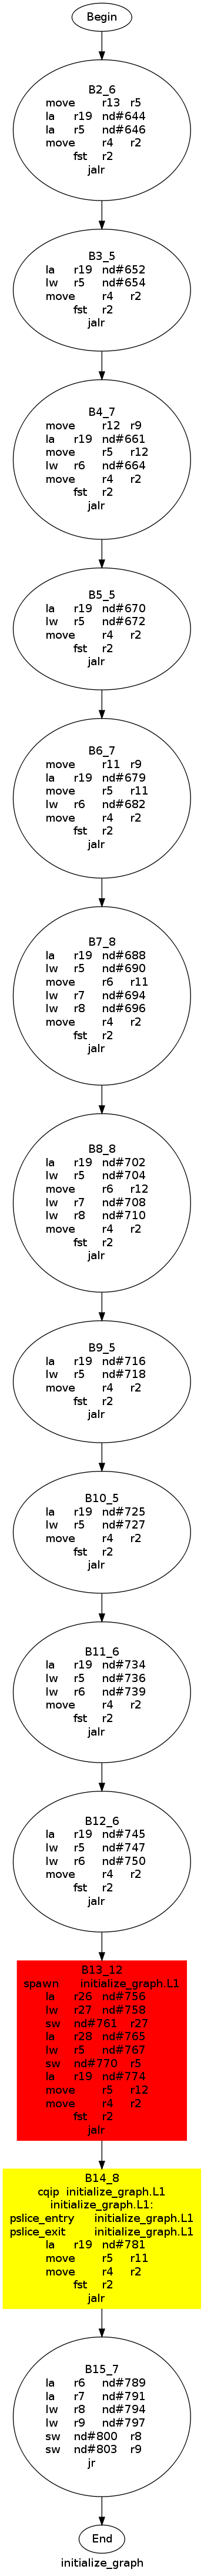 Begin
B2_6
move r13 r5
la r19 nd#644
la r5 nd#646
move r4 r2
fst r2
jalr
B3_5
la r19 nd#652
lw r5 nd#654
move r4 r2
fst r2
jalr
B4_7
move r12 r9
la r19 nd#661
move r5 r12
lw r6 nd#664
move r4 r2
fst r2
jalr
B5_5
la r19 nd#670
lw r5 nd#672
move r4 r2
fst r2
jalr
B6_7
move r11 r9
la r19 nd#679
move r5 r11
lw r6 nd#682
move r4 r2
fst r2
jalr
B7_8
la r19 nd#688
lw r5 nd#690
move r6 r11
lw r7 nd#694
lw r8 nd#696
move r4 r2
fst r2
jalr
B8_8
la r19 nd#702
lw r5 nd#704
move r6 r12
lw r7 nd#708
lw r8 nd#710
move r4 r2
fst r2
jalr
B9_5
la r19 nd#716
lw r5 nd#718
move r4 r2
fst r2
jalr
B10_5
la r19 nd#725
lw r5 nd#727
move r4 r2
fst r2
jalr
B11_6
la r19 nd#734
lw r5 nd#736
lw r6 nd#739
move r4 r2
fst r2
jalr
B12_6
la r19 nd#745
lw r5 nd#747
lw r6 nd#750
move r4 r2
fst r2
jalr
B13_12
spawn initialize_graph.L1
la r26 nd#756
lw r27 nd#758
sw nd#761 r27
la r28 nd#765
lw r5 nd#767
sw nd#770 r5
la r19 nd#774
move r5 r12
move r4 r2
fst r2
jalr
B14_8
cqip initialize_graph.L1
initialize_graph.L1:
pslice_entry initialize_graph.L1
pslice_exit initialize_graph.L1
la r19 nd#781
move r5 r11
move r4 r2
fst r2
jalr
B15_7
la r6 nd#789
la r7 nd#791
lw r8 nd#794
lw r9 nd#797
sw nd#800 r8
sw nd#803 r9
jr
End
initialize_graph